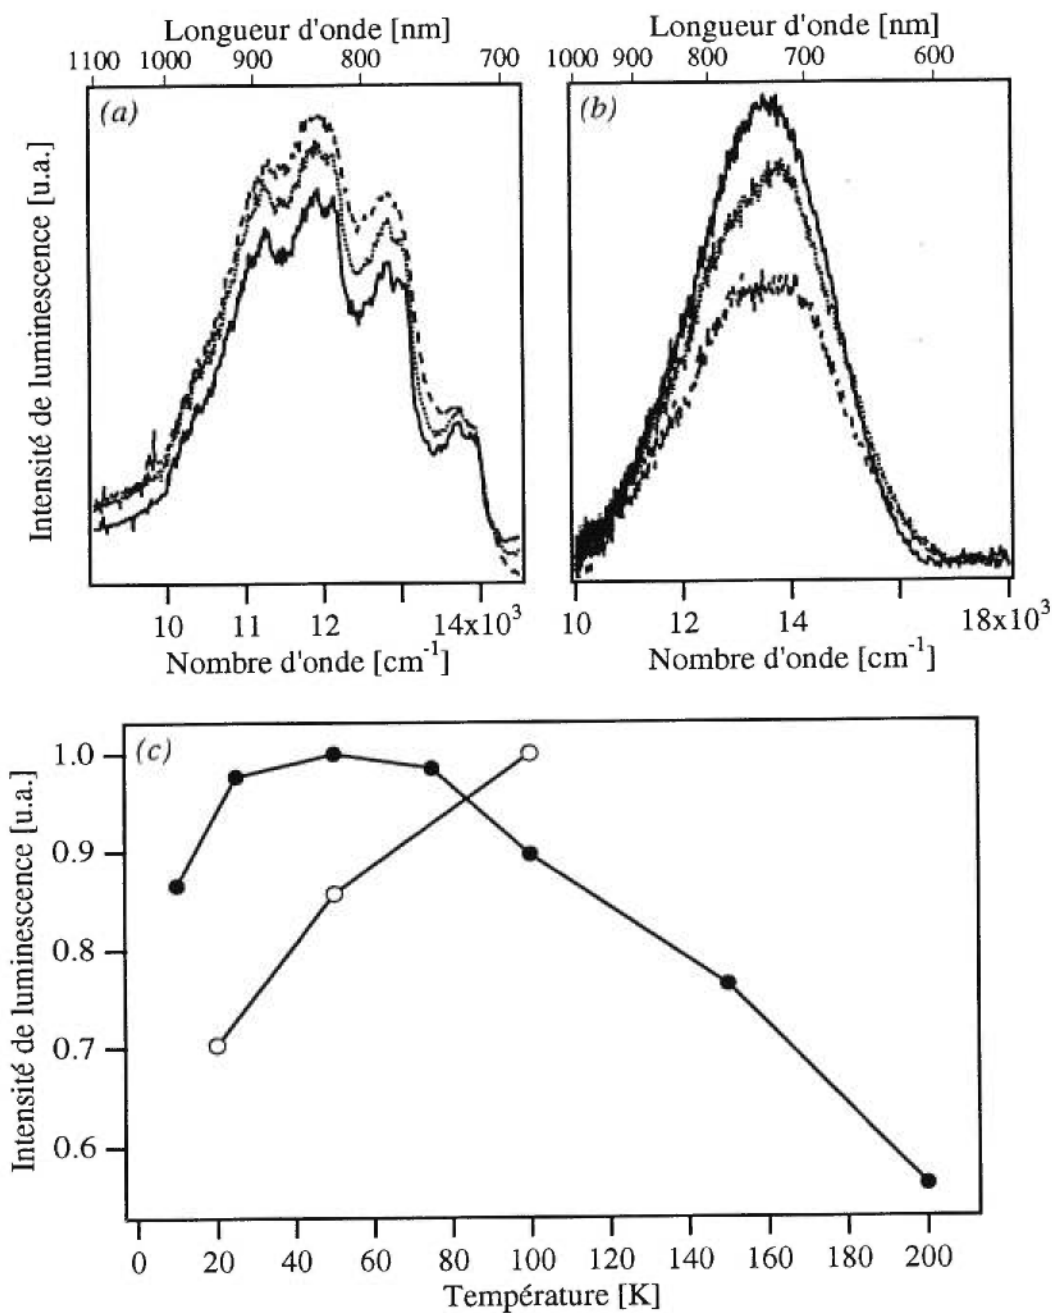 Longueur d'onde [nm]
1100 1000 900 800 700
(a)
Intensité de luminescence [u.a.]
10 11 12 14x10³
Nombre d'onde [cm⁻¹]
Longueur d'onde [nm]
1000 900 800 700 600
(b)
Intensité de luminescence [u.a.]
10 12 14 18x10³
Nombre d'onde [cm⁻¹]
(c)
Intensité de luminescence [u.a.]
1.0
0.9
0.8
0.7
0.6
0 20 40 60 80 100 120 140 160 180 200
Température [K]